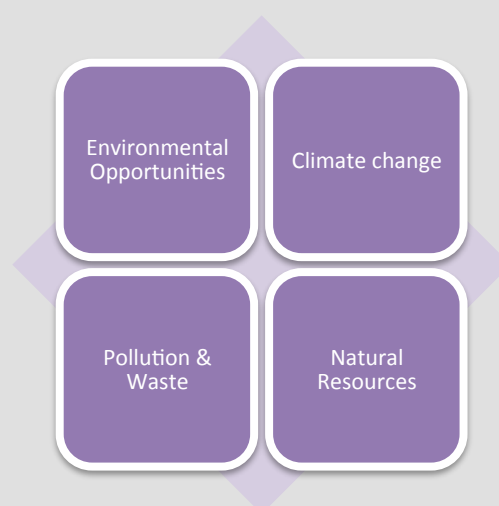 Environmental
Opportunities
Climate change
Pollution &
Waste
Natural
Resources